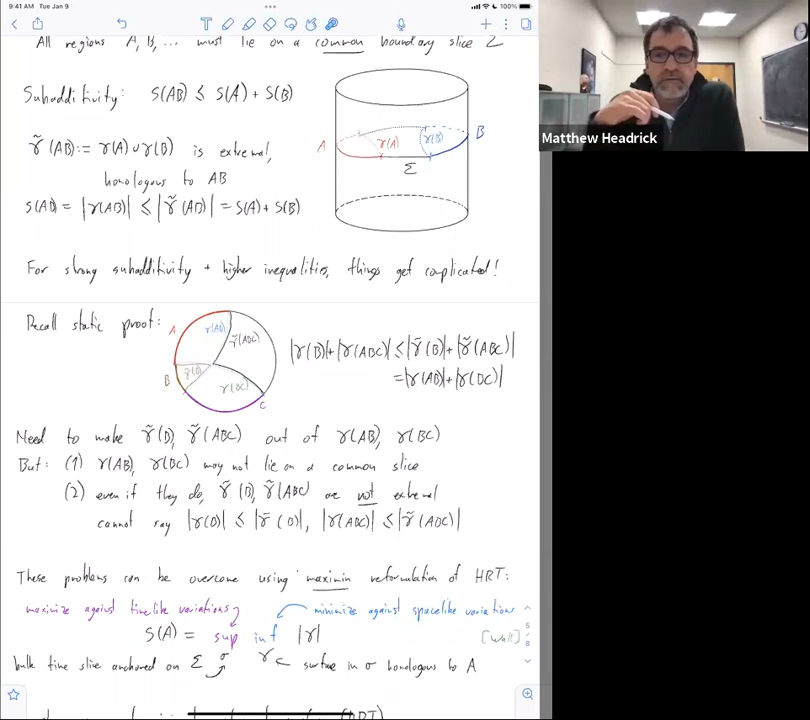 9:41 AM Tue Jan 9
100%
All regions A, B, ... must lie on a common boundary slice Σ
Subadditivity: S(AB) ≤ S(A) + S(B)
γ̃(AB) := γ(A) ∪ γ(B) is extremal,
homologous to AB
S(AB) = |γ(AB)| ≤ |γ̃(AB)| = S(A) + S(B)
A
γ(A)
γ(B)
B
Σ
For strong subadditivity + higher inequalities, things get complicated!
Recall static proof:
A
γ(AB)
γ̃(ABC)
B
γ̃(B)
γ(BC)
C
|γ(B)| + |γ(ABC)| ≤ |γ̃(B)| + |γ̃(ABC)|
= |γ(AB)| + |γ(BC)|
Need to make γ̃(B), γ̃(ABC) out of γ(AB), γ(BC)
But: (1) γ(AB), γ(BC) may not lie on a common slice
(2) even if they do, γ̃(B), γ̃(ABC) are not extremal
cannot say |γ(B)| ≤ |γ̃(B)|, |γ(ABC)| ≤ |γ̃(ABC)|
These problems can be overcome using maximin reformulation of HRT:
maximize against timelike variations
minimize against spacelike variations
S(A) = sup inf |γ|
[Wall]
bulk time slice anchored on Σ σ
γ ⊂ surface in σ homologous to A
5
/
8
Matthew Headrick